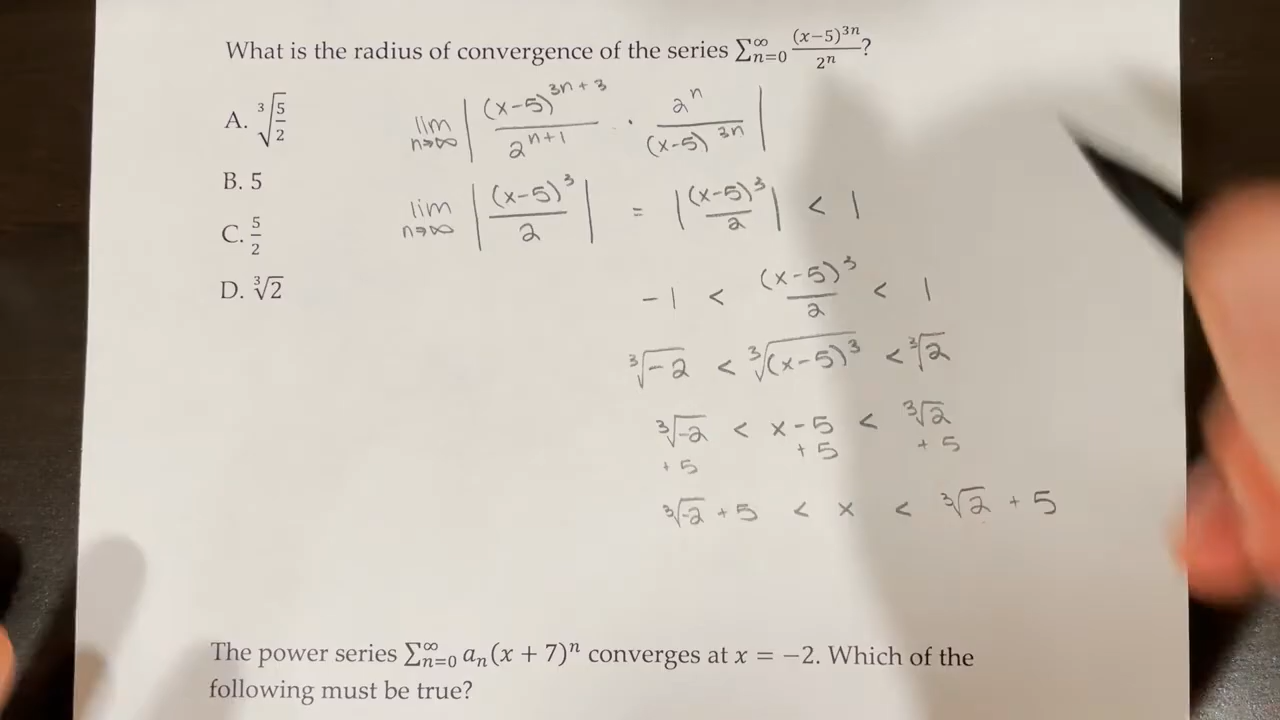 What is the radius of convergence of the series ∑_{n=0}^{∞} (x−5)^{3n}/2^n?
A. ∛(5/2)
B. 5
C. 5/2
D. ∛2
lim_{n→∞} | (x-5)^{3n+3}/2^{n+1} · 2^n/(x-5)^{3n} |
lim_{n→∞} | (x-5)^3/2 | = | (x-5)^3/2 | < 1
-1 < (x-5)^3/2 < 1
∛-2 < ∛(x-5)^3 < ∛2
∛-2 < x-5 < ∛2
+5 +5 +5
∛-2 + 5 < x < ∛2 + 5
The power series ∑_{n=0}^{∞} a_n(x + 7)^n converges at x = −2. Which of the
following must be true?